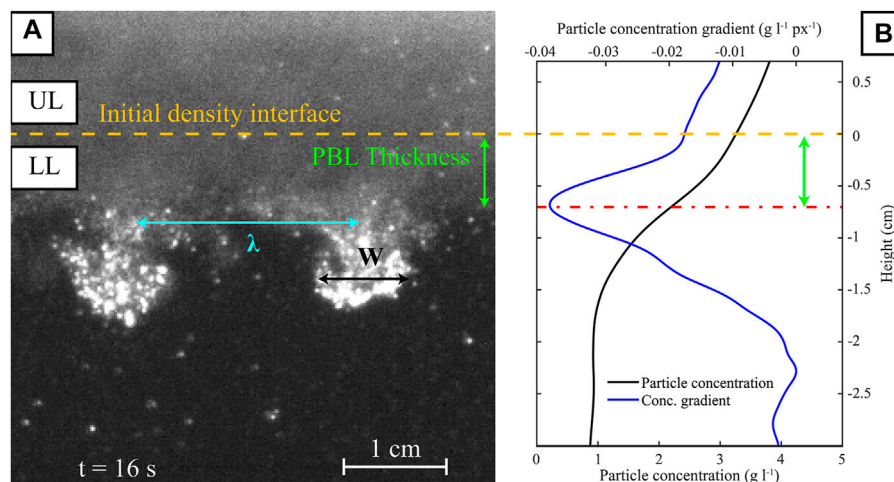 A
UL
Initial density interface
LL
PBL Thickness
λ
W
t = 16 s
1 cm
B
Particle concentration gradient (g l⁻¹ px⁻¹)
-0.04
-0.03
-0.02
-0.01
0
0.5
0
-0.5
-1
-1.5
-2
-2.5
Height (cm)
Particle concentration
Conc. gradient
0
1
2
3
4
5
Particle concentration (g l⁻¹)